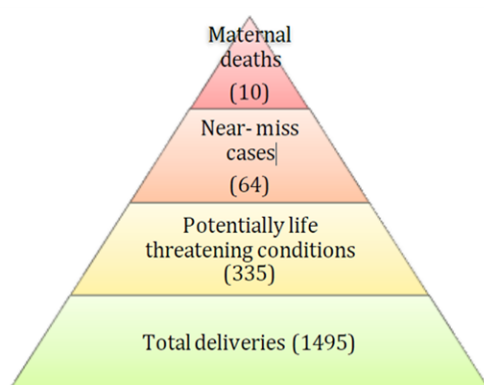 Maternal
deaths
(10)
Near- miss
cases
(64)
Potentially life
threatening conditions
(335)
Total deliveries (1495)